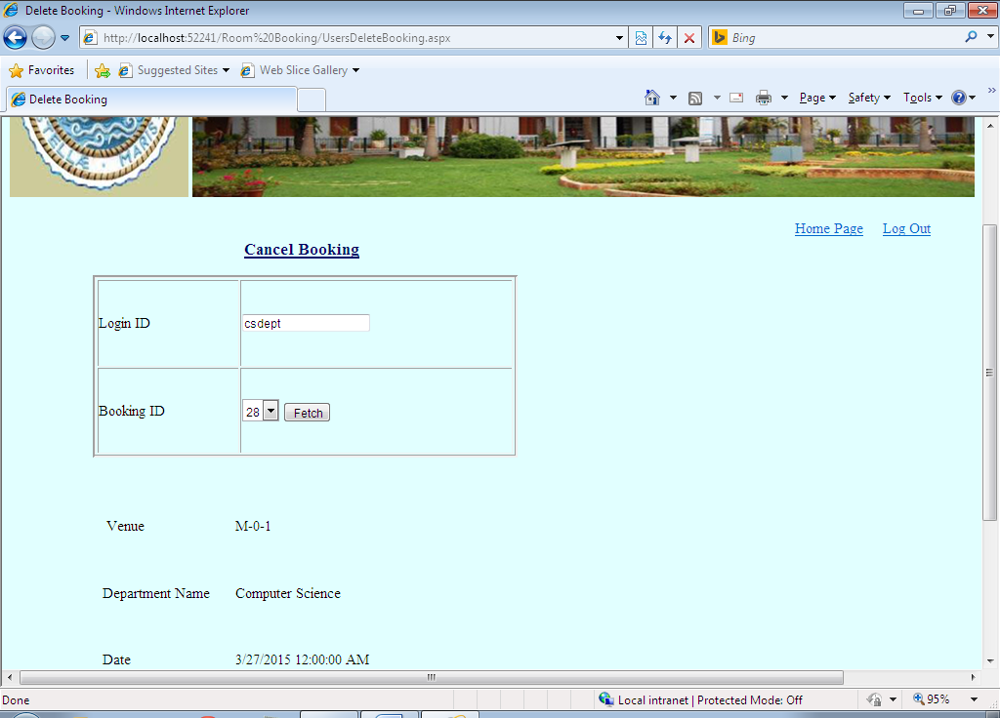 Delete Booking - Windows Internet Explorer
http://localhost:52241/Room%20Booking/UsersDeleteBooking.aspx
Bing
Favorites
Suggested Sites
Web Slice Gallery
Delete Booking
Page
Safety
Tools
»
TELLE MARIS
Home Page
Log Out
Cancel Booking
Login ID
csdept
Booking ID
28
Fetch
Venue
M-0-1
Department Name
Computer Science
Date
3/27/2015 12:00:00 AM
Done
Local intranet | Protected Mode: Off
95%